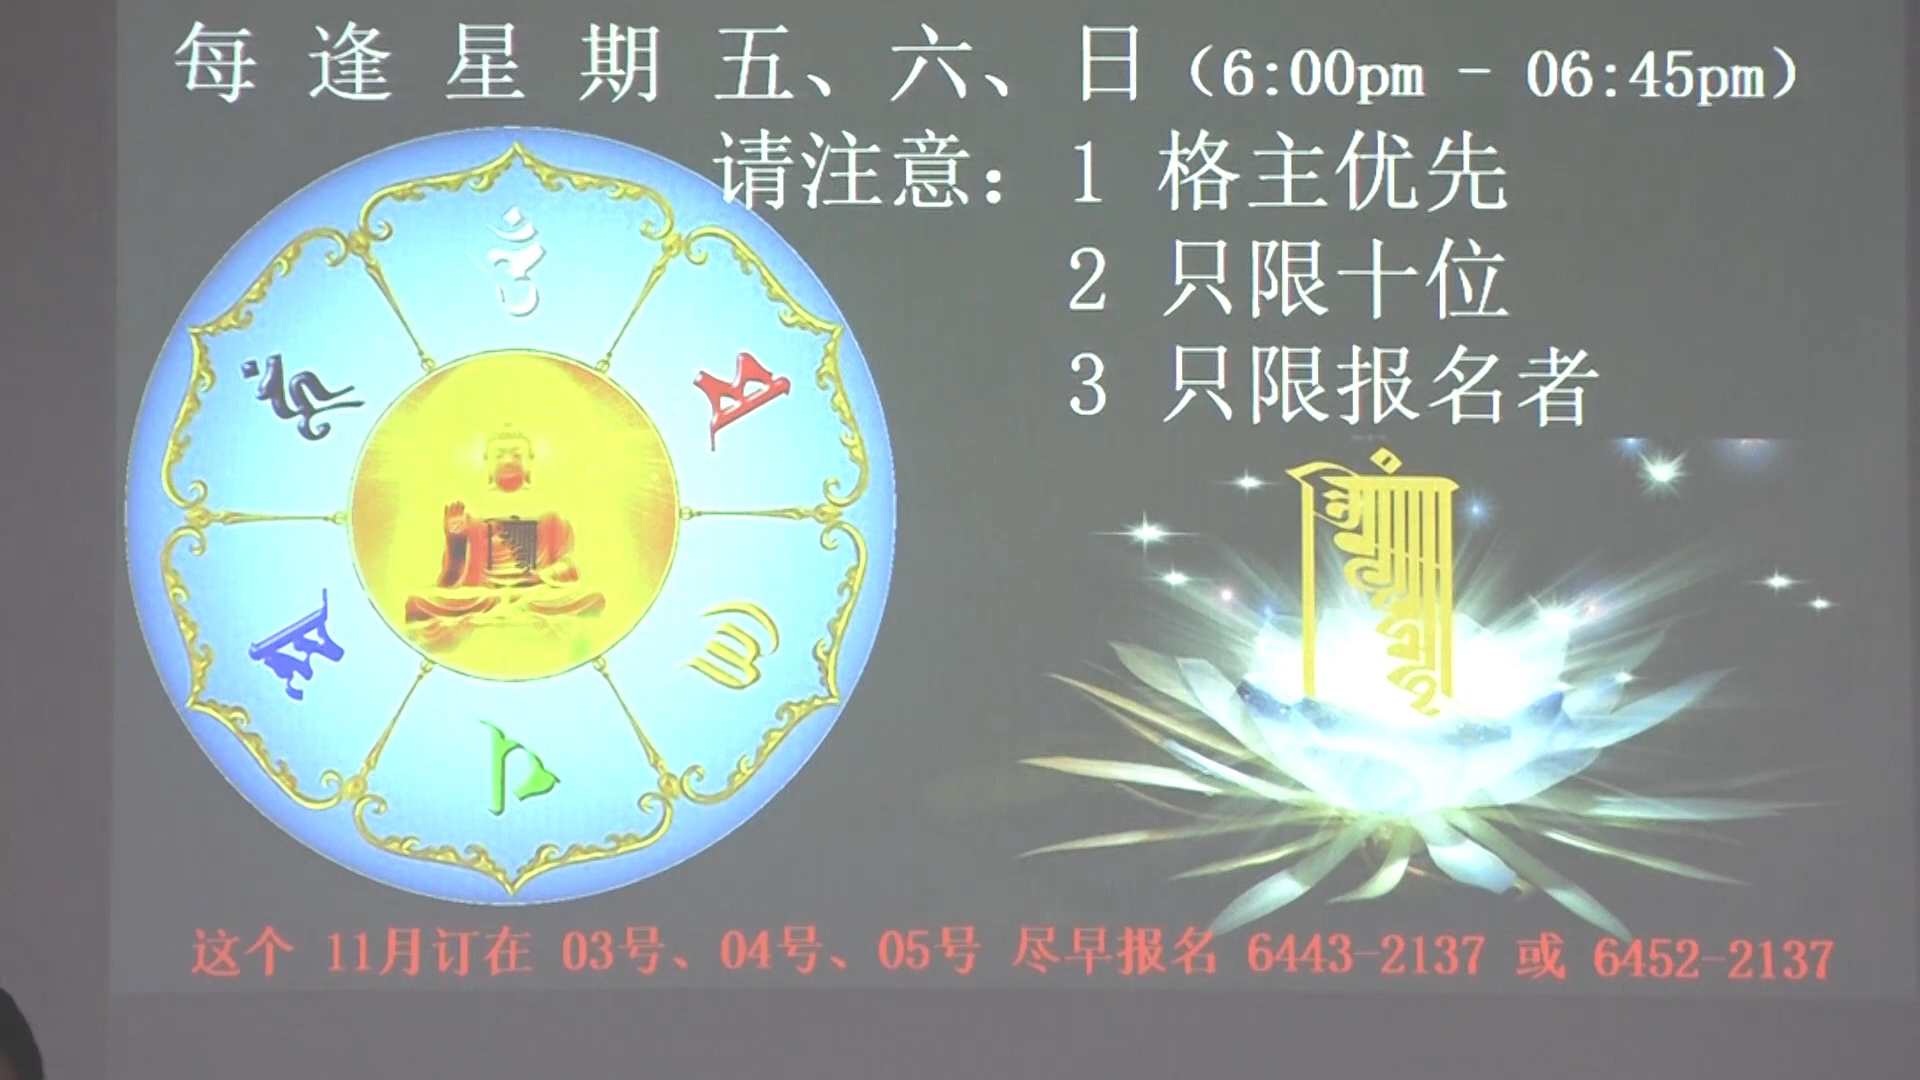 每逢星期五、六、日（6:00pm - 06:45pm）
请注意：1 格主优先
2 只限十位
3 只限报名者
这个 11月订在 03号、04号、05号 尽早报名 6443-2137 或 6452-2137